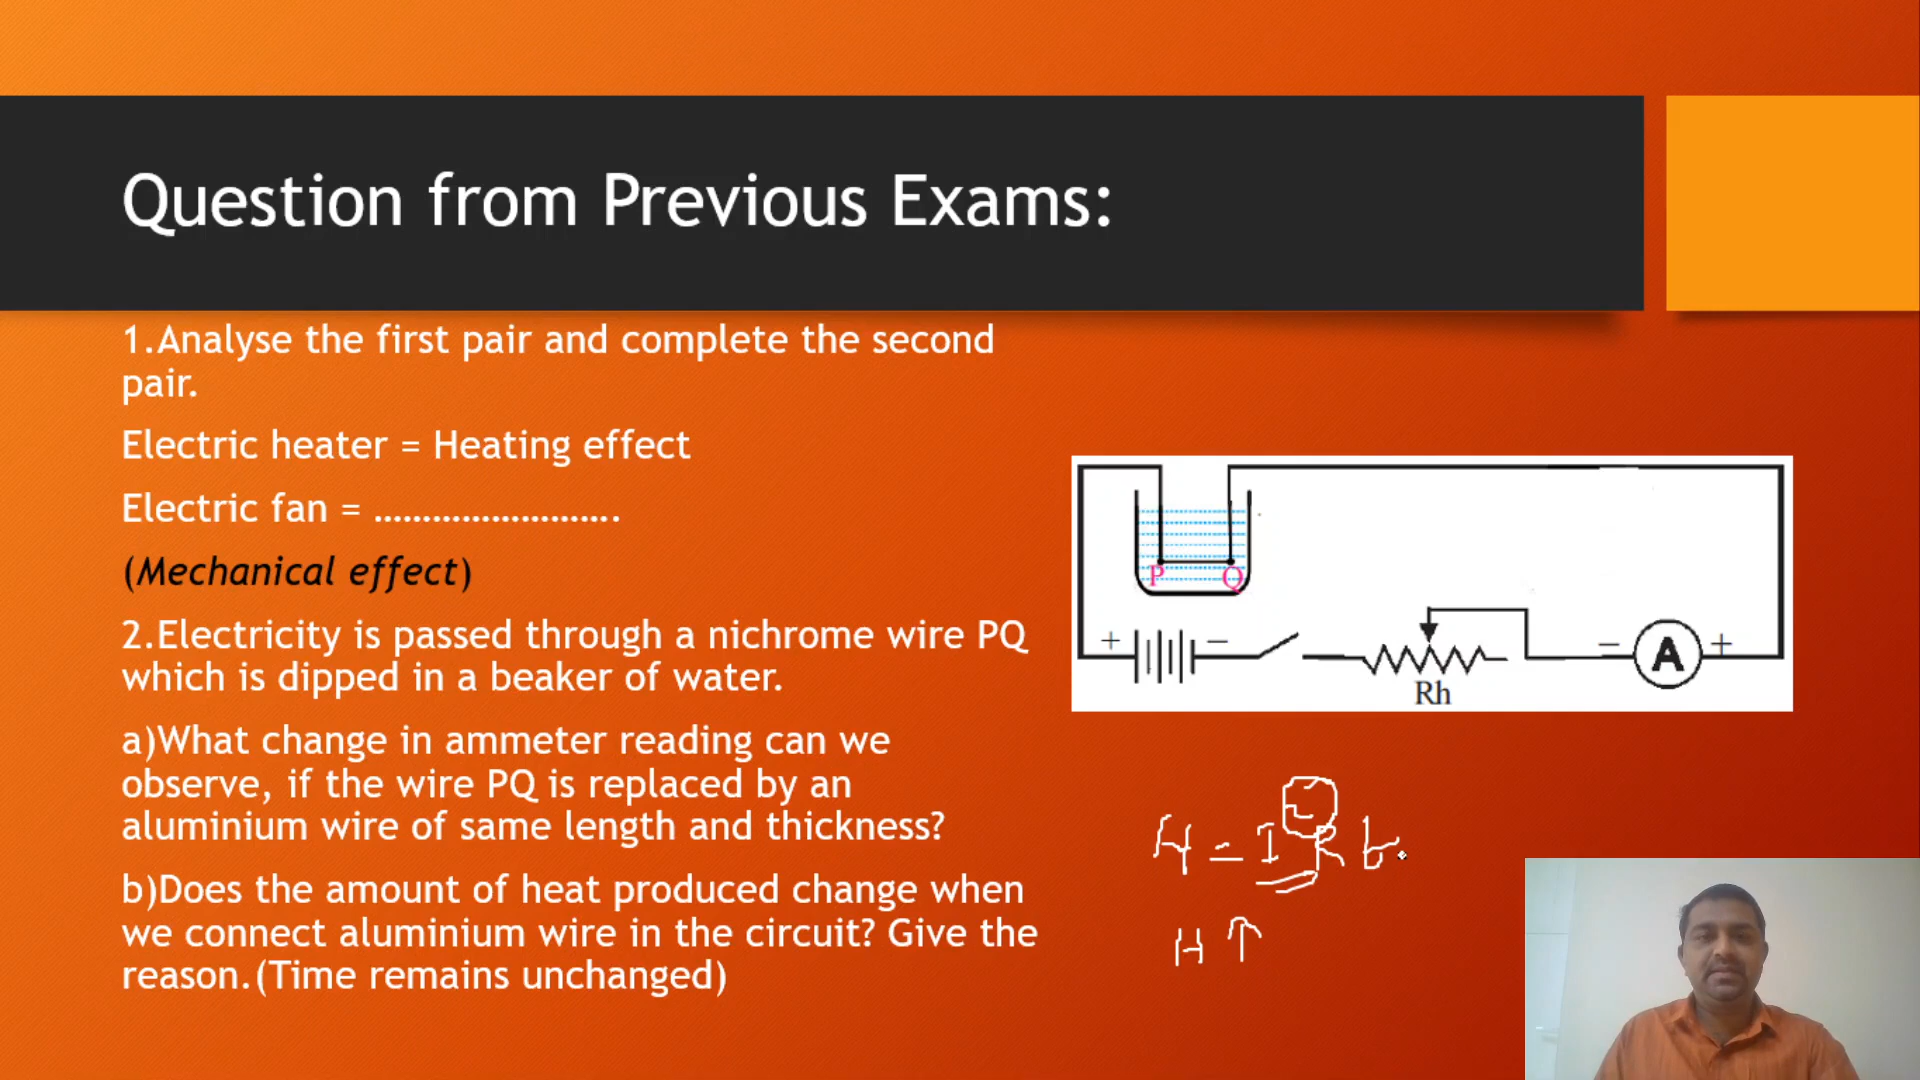 Question from Previous Exams:
1.Analyse the first pair and complete the second
pair.
Electric heater = Heating effect
Electric fan = …………………….
(Mechanical effect)
2.Electricity is passed through a nichrome wire PQ
which is dipped in a beaker of water.
a)What change in ammeter reading can we
observe, if the wire PQ is replaced by an
aluminium wire of same length and thickness?
b)Does the amount of heat produced change when
we connect aluminium wire in the circuit? Give the
reason.(Time remains unchanged)
P Q
+ − − A +
Rh
H = I²Rt
H ↑